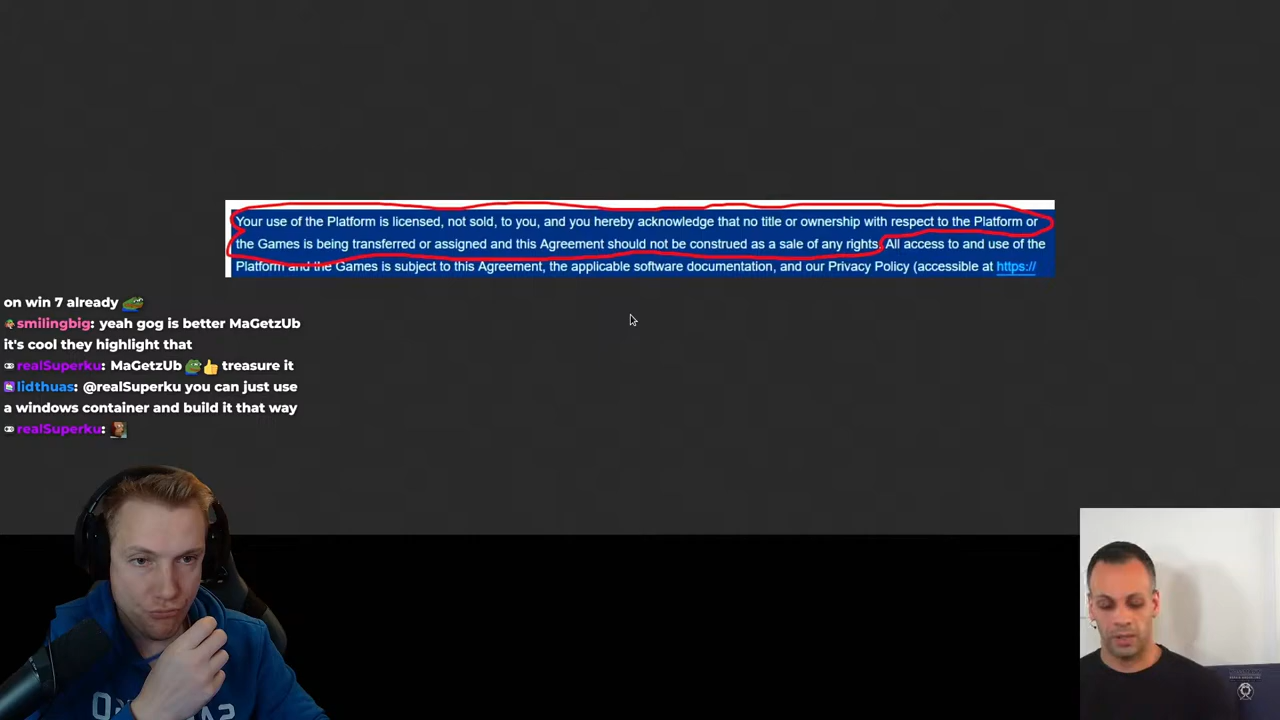 Your use of the Platform is licensed, not sold, to you, and you hereby acknowledge that no title or ownership with respect to the Platform or
the Games is being transferred or assigned and this Agreement should not be construed as a sale of any rights. All access to and use of the
Platform and the Games is subject to this Agreement, the applicable software documentation, and our Privacy Policy (accessible at https://
on win 7 already
smilingbig: yeah gog is better MaGetzUb
it's cool they highlight that
realSuperku: MaGetzUb treasure it
lidthuas: @realSuperku you can just use
a windows container and build it that way
realSuperku: